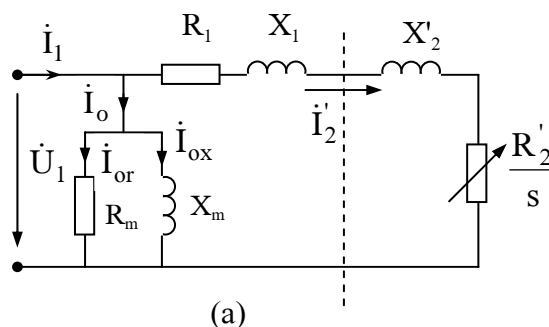 R₁ X₁ X'₂
İ₁
İₒ
İ'₂
İₒₓ
U̇₁ İₒᵣ
R'₂
s
Rₘ Xₘ
(a)